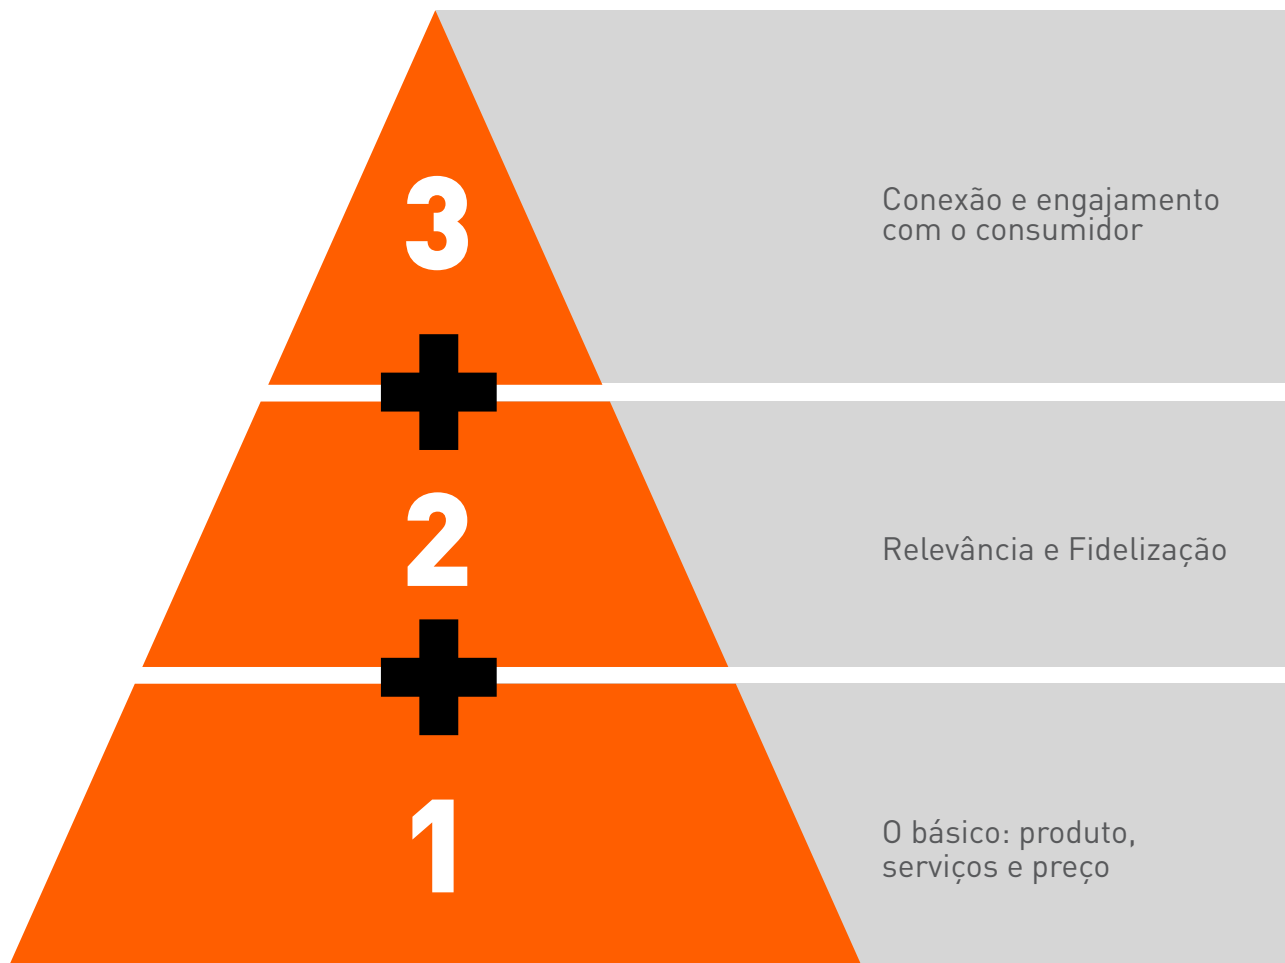 3
Conexão e engajamento
com o consumidor
2
Relevância e Fidelização
1
O básico: produto,
serviços e preço